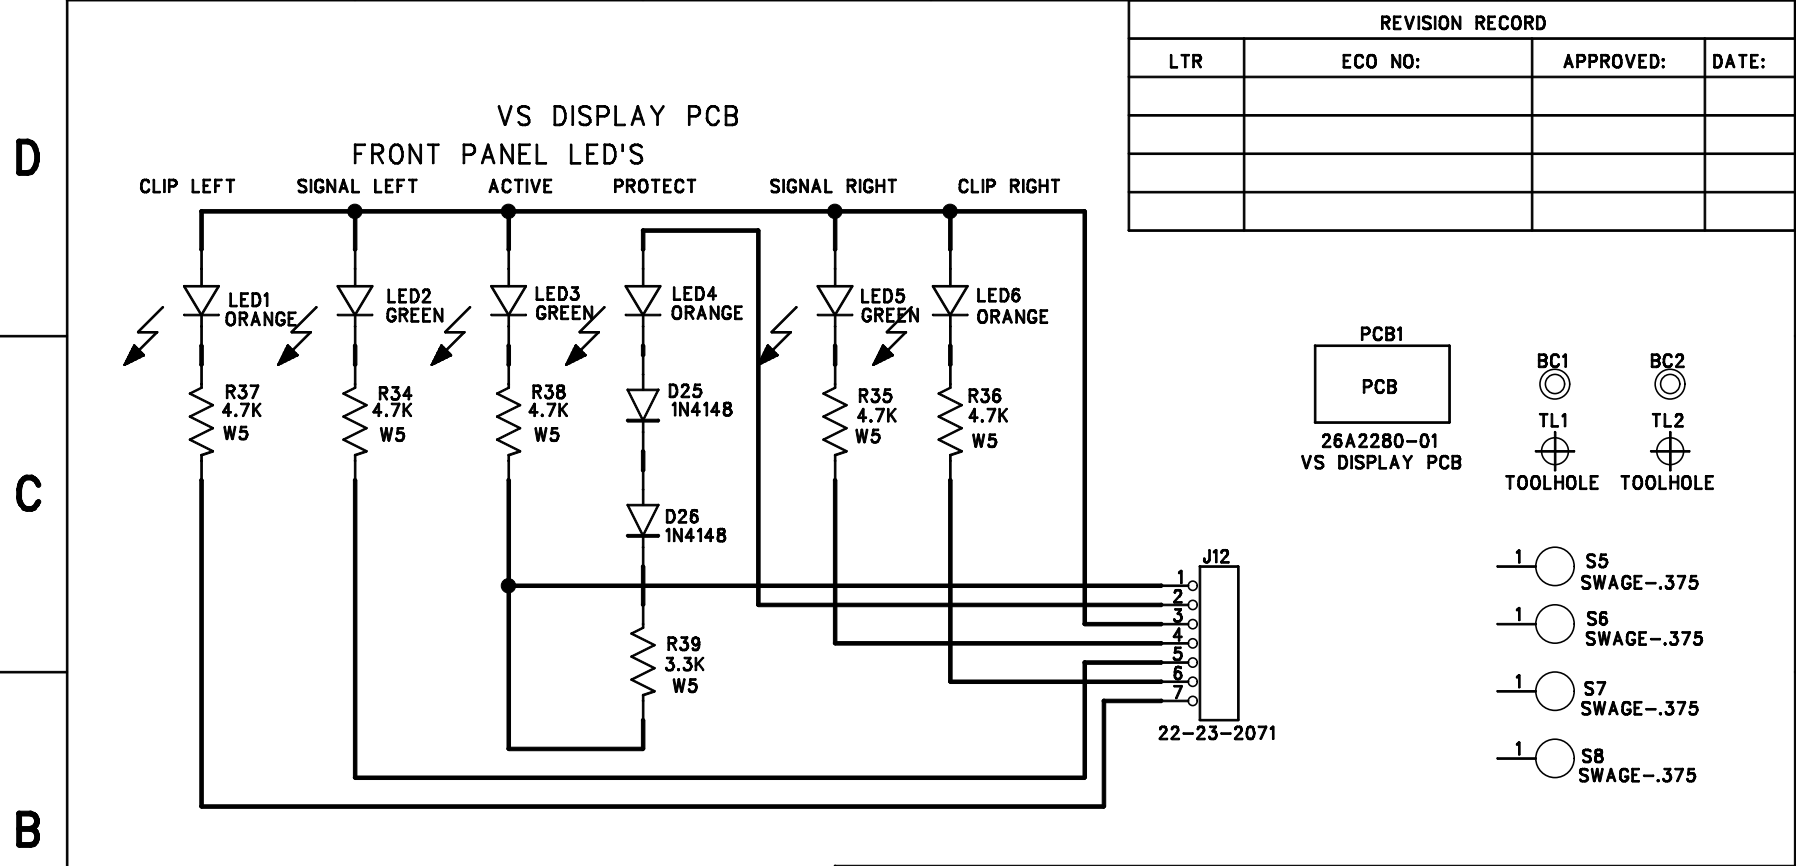 REVISION RECORD
LTR ECO NO: APPROVED: DATE:
VS DISPLAY PCB
FRONT PANEL LED'S
CLIP LEFT SIGNAL LEFT ACTIVE PROTECT SIGNAL RIGHT CLIP RIGHT
D
LED1
ORANGE
LED2
GREEN
LED3
GREEN
LED4
ORANGE
LED5
GREEN
LED6
ORANGE
R37
4.7K
W5
R34
4.7K
W5
R38
4.7K
W5
D25
1N4148
R35
4.7K
W5
R36
4.7K
W5
PCB1
PCB
26A2280-01
VS DISPLAY PCB
BC1
BC2
TL1
TL2
TOOLHOLE TOOLHOLE
C
D26
1N4148
J12
1
2
3
4
5
6
7
22-23-2071
R39
3.3K
W5
1 S5
SWAGE-.375
1 S6
SWAGE-.375
1 S7
SWAGE-.375
1 S8
SWAGE-.375
B